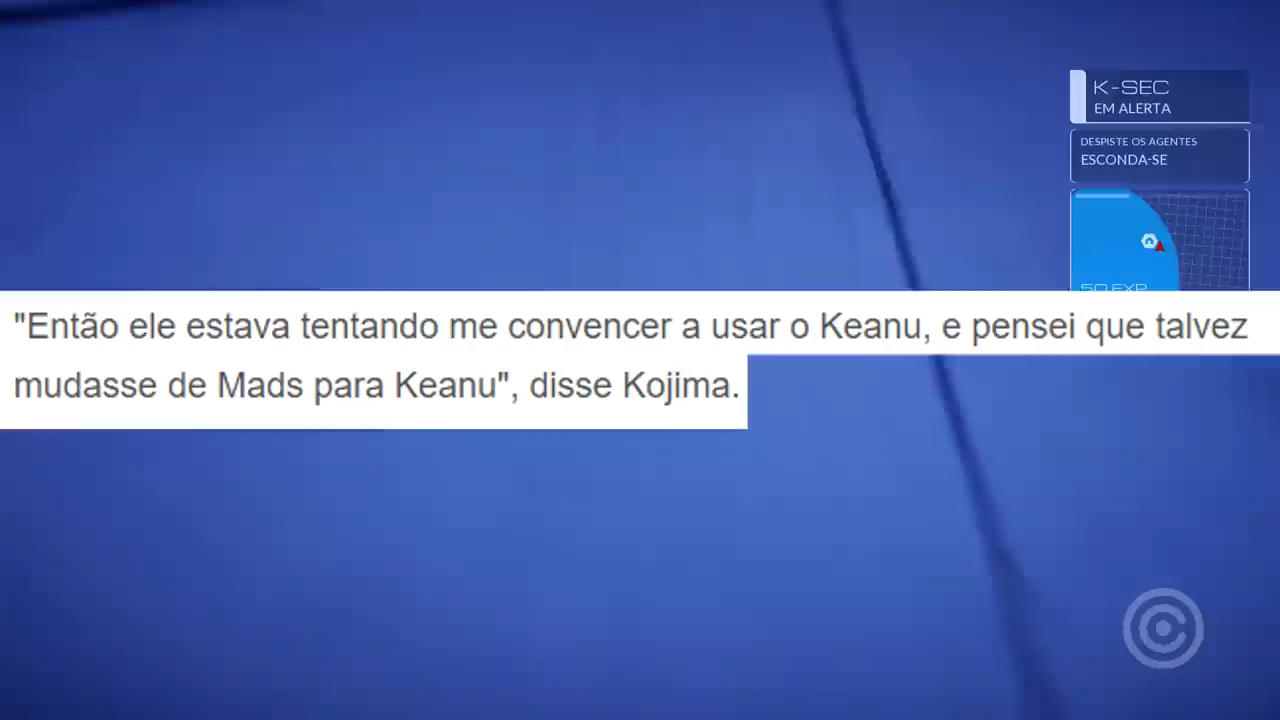 K-SEC
EM ALERTA
DESPISTE OS AGENTES
ESCONDA-SE
"Então ele estava tentando me convencer a usar o Keanu, e pensei que talvez
mudasse de Mads para Keanu", disse Kojima.